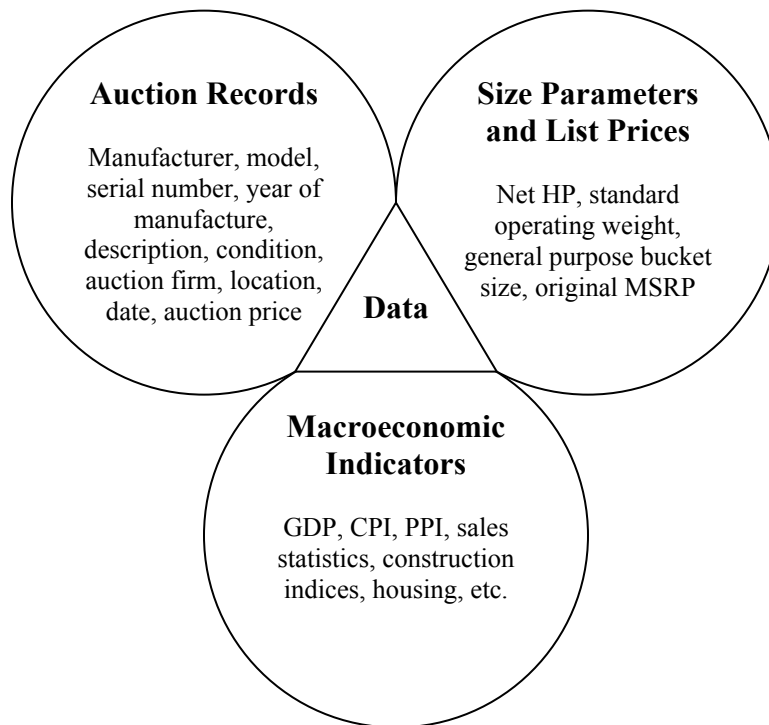 Auction Records
Manufacturer, model,
serial number, year of
manufacture,
description, condition,
auction firm, location,
date, auction price
Size Parameters
and List Prices
Net HP, standard
operating weight,
general purpose bucket
size, original MSRP
Data
Macroeconomic
Indicators
GDP, CPI, PPI, sales
statistics, construction
indices, housing, etc.